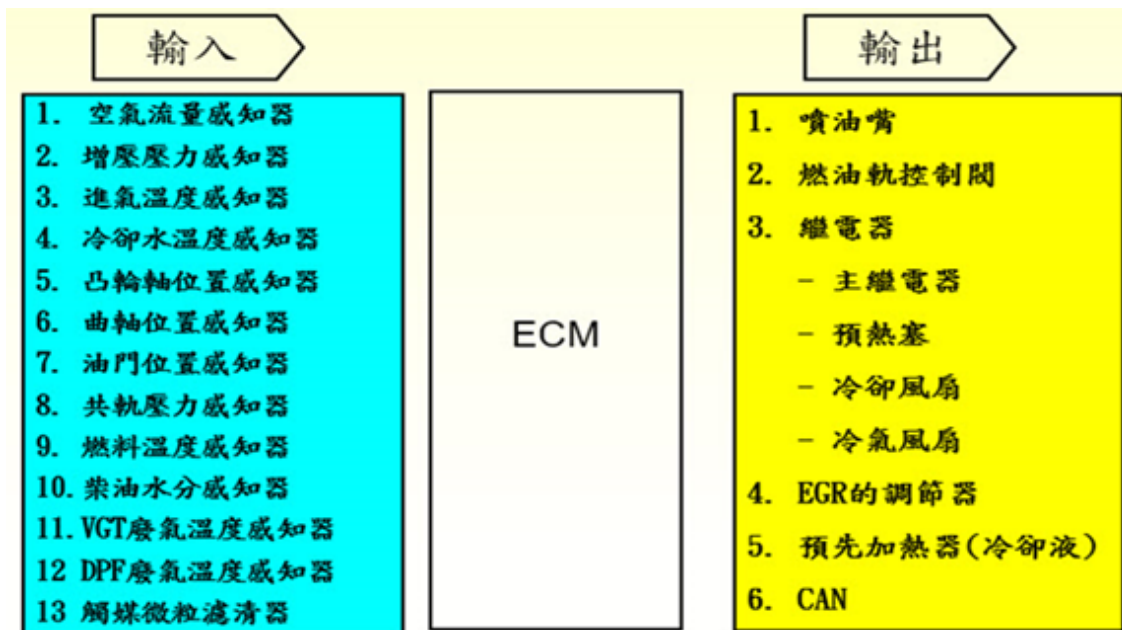 輸入
1. 空氣流量感知器
2. 增壓壓力感知器
3. 進氣溫度感知器
4. 冷卻水溫度感知器
5. 凸輪軸位置感知器
6. 曲軸位置感知器
7. 油門位置感知器
8. 共軌壓力感知器
9. 燃料溫度感知器
10. 柴油水分感知器
11. VGT廢氣溫度感知器
12 DPF廢氣溫度感知器
13 觸媒微粒濾清器
ECM
輸出
1. 噴油嘴
2. 燃油軌控制閥
3. 繼電器
- 主繼電器
- 預熱塞
- 冷卻風扇
- 冷氣風扇
4. EGR的調節器
5. 預先加熱器(冷卻液)
6. CAN